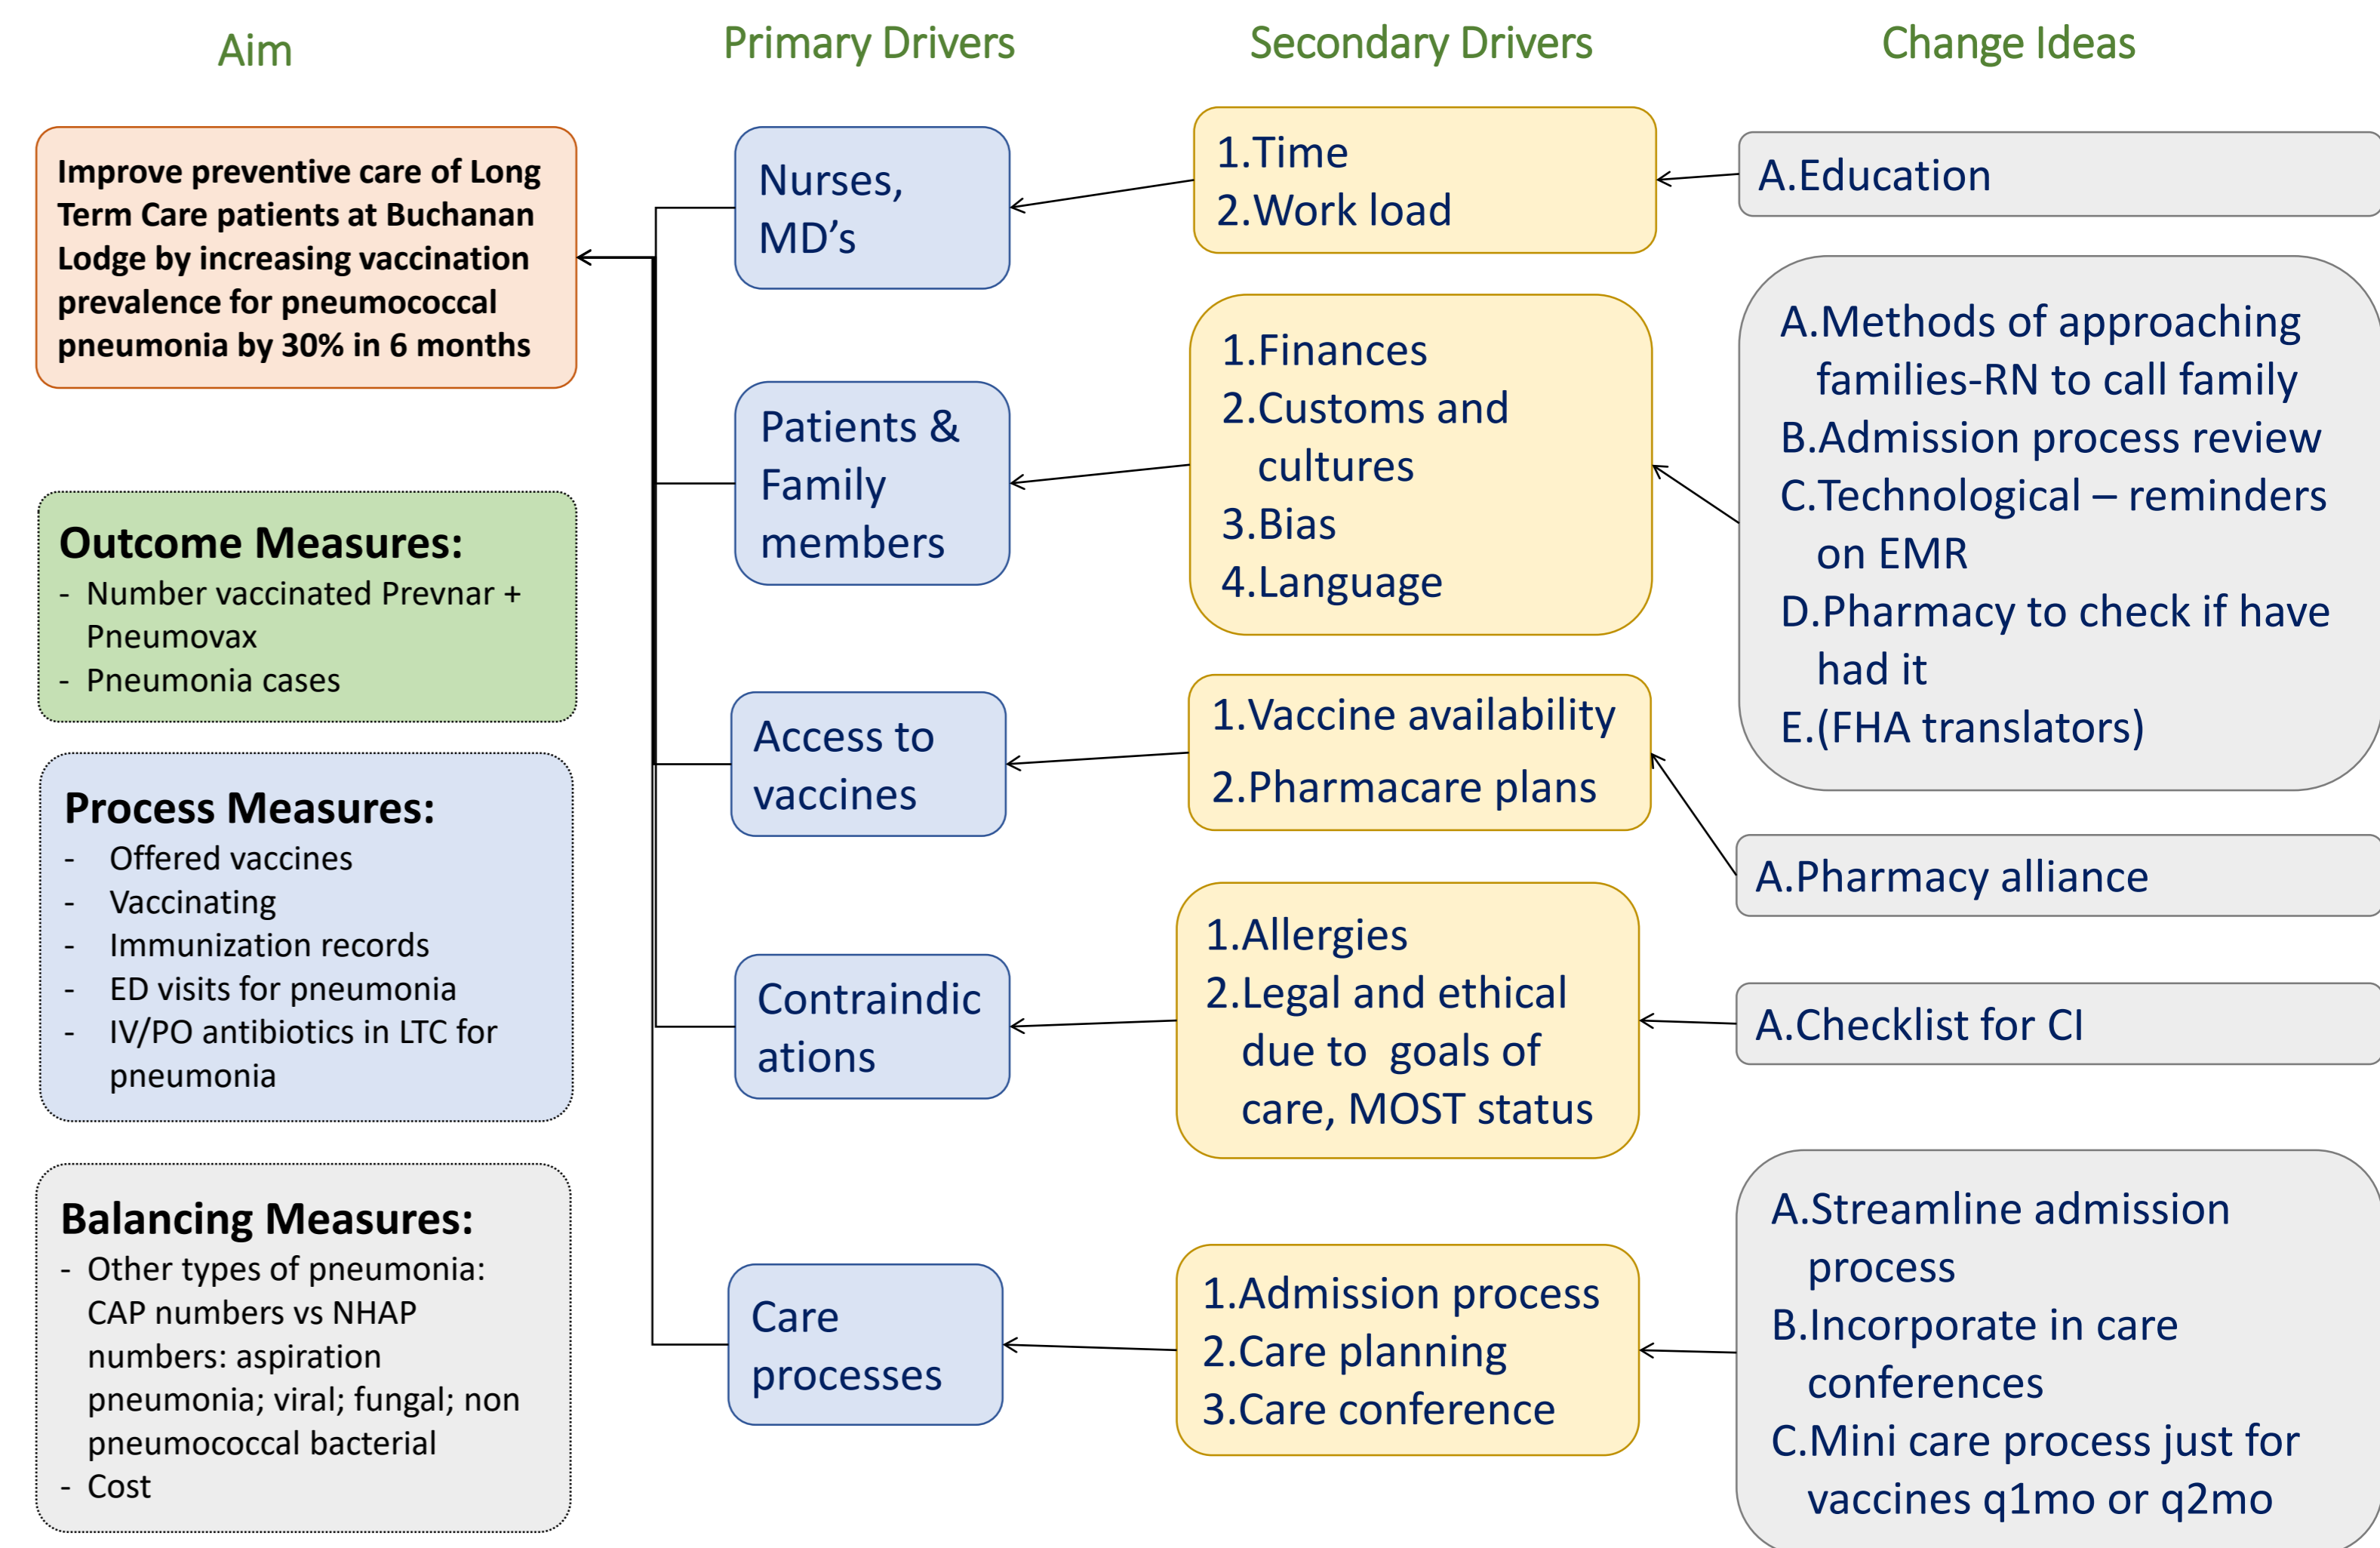 Aim
Primary Drivers
Secondary Drivers
Change Ideas
Improve preventive care of Long
Term Care patients at Buchanan
Lodge by increasing vaccination
prevalence for pneumococcal
pneumonia by 30% in 6 months
Outcome Measures:
- Number vaccinated Prevnar +
Pneumovax
- Pneumonia cases
Process Measures:
- Offered vaccines
- Vaccinating
- Immunization records
- ED visits for pneumonia
- IV/PO antibiotics in LTC for
pneumonia
Balancing Measures:
- Other types of pneumonia:
CAP numbers vs NHAP
numbers: aspiration
pneumonia; viral; fungal; non
pneumococcal bacterial
- Cost
Nurses,
MD's
Patients &
Family
members
Access to
vaccines
Contraindic
ations
Care
processes
1.Time
2.Work load
1.Finances
2.Customs and
cultures
3.Bias
4.Language
1.Vaccine availability
2.Pharmacare plans
1.Allergies
2.Legal and ethical
due to  goals of
care, MOST status
1.Admission process
2.Care planning
3.Care conference
A.Education
A.Methods of approaching
families-RN to call family
B.Admission process review
C.Technological – reminders
on EMR
D.Pharmacy to check if have
had it
E.(FHA translators)
A.Pharmacy alliance
A.Checklist for CI
A.Streamline admission
process
B.Incorporate in care
conferences
C.Mini care process just for
vaccines q1mo or q2mo